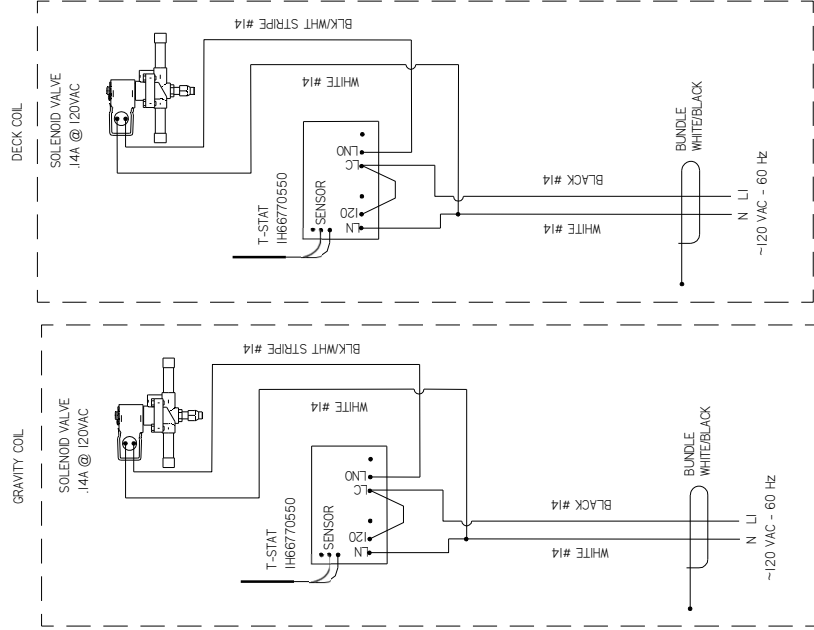 DECK COIL
SOLENOID VALVE
.14A @ 120VAC
BLK/WHT STRIPE #14
WHITE #14
T-STAT
IH66770550
SENSOR
LNO
LC
120
LN
BLACK #14
WHITE #14
BUNDLE
WHITE/BLACK
N L1
~120 VAC - 60 Hz
GRAVITY COIL
SOLENOID VALVE
.14A @ 120VAC
BLK/WHT STRIPE #14
WHITE #14
T-STAT
IH66770550
SENSOR
LNO
LC
120
LN
BLACK #14
WHITE #14
BUNDLE
WHITE/BLACK
N L1
~120 VAC - 60 Hz